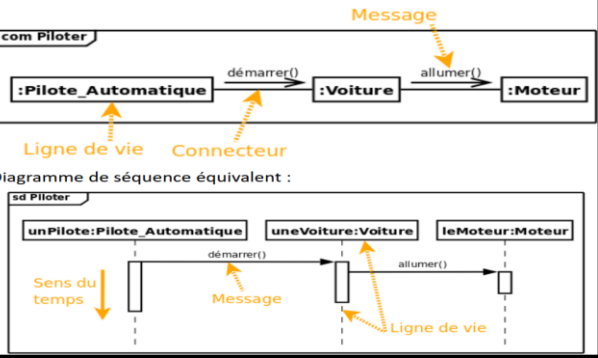 Message
com Piloter
démarrer()
allumer()
:Pilote_Automatique
:Voiture
:Moteur
Ligne de vie
Connecteur
iagramme de séquence équivalent :
sd Piloter
unPilote:Pilote_Automatique
uneVoiture:Voiture
leMoteur:Moteur
démarrer()
allumer()
Sens du
temps
Message
Ligne de vie